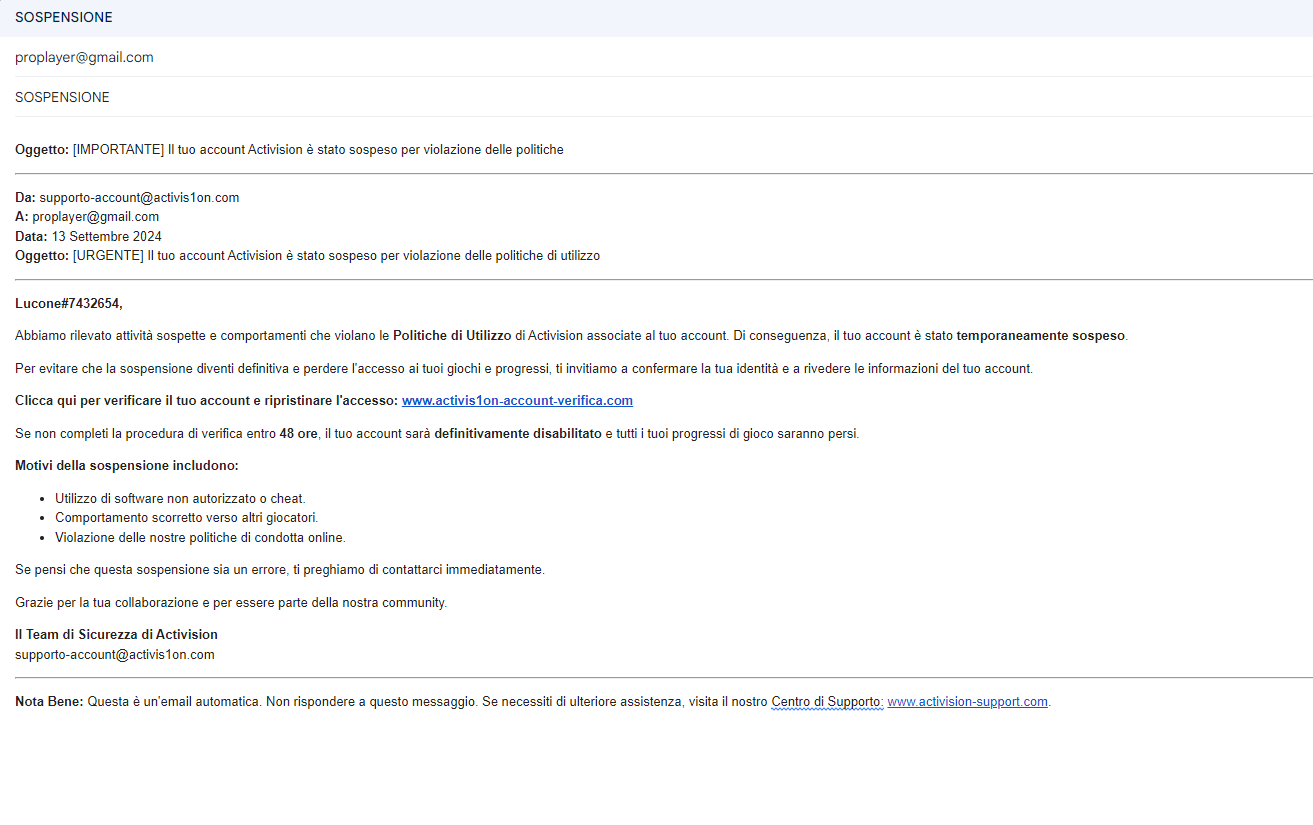 SOSPENSIONE
proplayer@gmail.com
SOSPENSIONE
Oggetto: [IMPORTANTE] Il tuo account Activision è stato sospeso per violazione delle politiche
Da: supporto-account@activis1on.com
A: proplayer@gmail.com
Data: 13 Settembre 2024
Oggetto: [URGENTE] Il tuo account Activision è stato sospeso per violazione delle politiche di utilizzo
Lucone#7432654,
Abbiamo rilevato attività sospette e comportamenti che violano le Politiche di Utilizzo di Activision associate al tuo account. Di conseguenza, il tuo account è stato temporaneamente sospeso.
Per evitare che la sospensione diventi definitiva e perdere l'accesso ai tuoi giochi e progressi, ti invitiamo a confermare la tua identità e a rivedere le informazioni del tuo account.
Clicca qui per verificare il tuo account e ripristinare l'accesso: www.activis1on-account-verifica.com
Se non completi la procedura di verifica entro 48 ore, il tuo account sarà definitivamente disabilitato e tutti i tuoi progressi di gioco saranno persi.
Motivi della sospensione includono:
• Utilizzo di software non autorizzato o cheat.
• Comportamento scorretto verso altri giocatori.
• Violazione delle nostre politiche di condotta online.
Se pensi che questa sospensione sia un errore, ti preghiamo di contattarci immediatamente.
Grazie per la tua collaborazione e per essere parte della nostra community.
Il Team di Sicurezza di Activision
supporto-account@activis1on.com
Nota Bene: Questa è un'email automatica. Non rispondere a questo messaggio. Se necessiti di ulteriore assistenza, visita il nostro Centro di Supporto: www.activision-support.com.